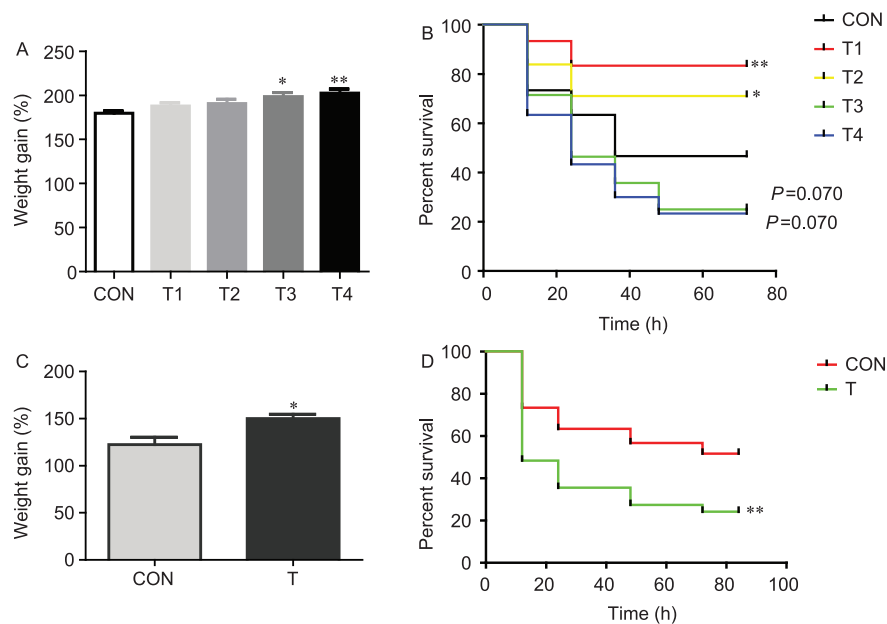 A
Weight gain (%)
250
200
150
100
50
0
*
**
CON
T1
T2
T3
T4
B
Percent survival
100
80
60
40
20
0
**
*
P=0.070
P=0.070
0
20
40
60
80
Time (h)
CON
T1
T2
T3
T4
C
Weight gain (%)
200
150
100
50
0
*
CON
T
D
Percent survival
100
80
60
40
20
0
**
0
20
40
60
80
100
Time (h)
CON
T